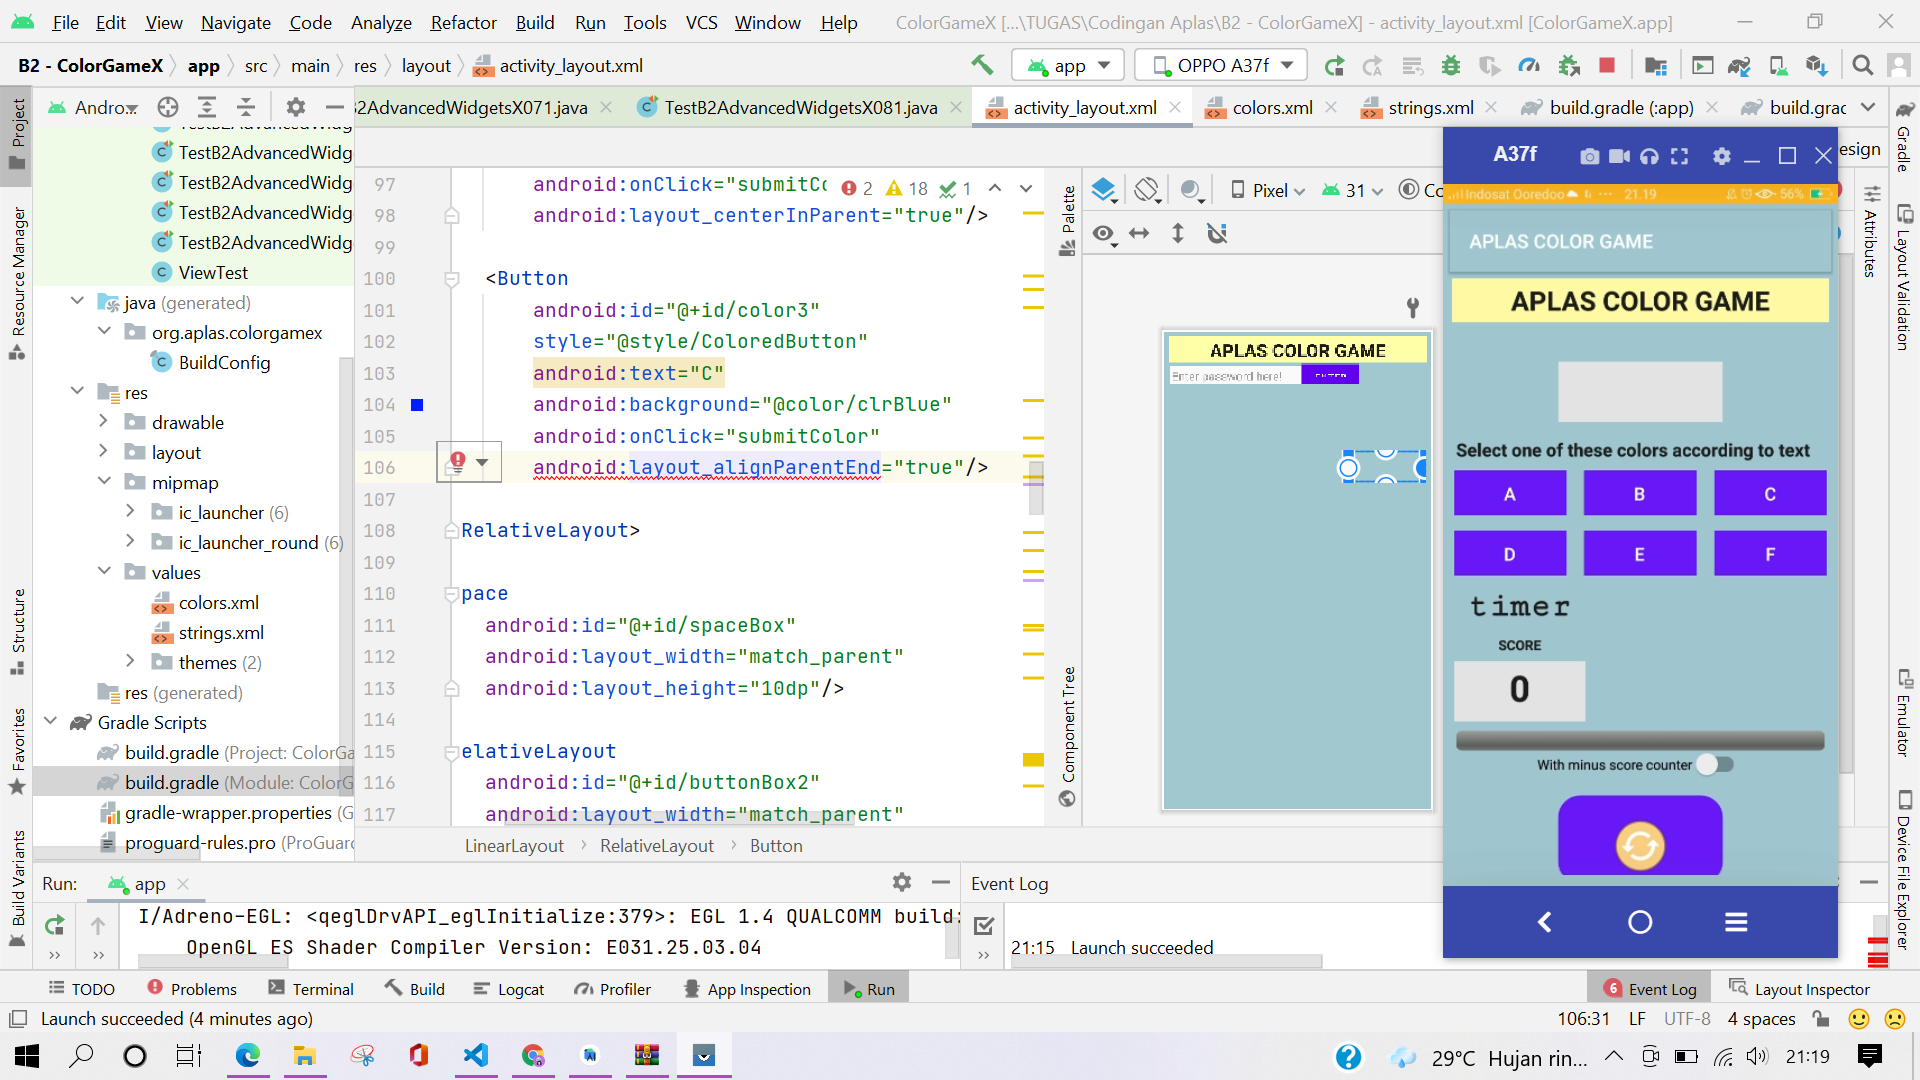 File Edit View Navigate Code Analyze Refactor Build Run Tools VCS Window Help ColorGameX [...\TUGAS\Codingan Aplas\B2 - ColorGameX] - activity_layout.xml [ColorGameX.app]
B2 - ColorGameX app src main res layout activity_layout.xml app OPPO A37f
Andro... B2AdvancedWidgetsX071.java TestB2AdvancedWidgetsX081.java activity_layout.xml colors.xml strings.xml build.gradle (:app) build.grac
Project
Resource Manager
Structure
Favorites
Build Variants
TestB2AdvancedWidg
TestB2AdvancedWidg
TestB2AdvancedWidg
TestB2AdvancedWidg
ViewTest
java (generated)
org.aplas.colorgamex
BuildConfig
res
drawable
layout
mipmap
ic_launcher (6)
ic_launcher_round (6)
values
colors.xml
strings.xml
themes (2)
res (generated)
Gradle Scripts
build.gradle (Project: ColorGa
build.gradle (Module: ColorG
gradle-wrapper.properties (G
proguard-rules.pro (ProGuard
2 18 1
97 android:onClick="submitCo
98 android:layout_centerInParent="true"/>
99
100 <Button
101 android:id="@+id/color3"
102 style="@style/ColoredButton"
103 android:text="C"
104 android:background="@color/clrBlue"
105 android:onClick="submitColor"
106 android:layout_alignParentEnd="true"/>
107
108 RelativeLayout>
109
110 pace
111 android:id="@+id/spaceBox"
112 android:layout_width="match_parent"
113 android:layout_height="10dp"/>
114
115 elativeLayout
116 android:id="@+id/buttonBox2"
117 android:layout_width="match_parent"
LinearLayout RelativeLayout Button
Palette
Component Tree
Pixel 31 Co
esign
APLAS COLOR GAME
Enter password here! ENTER
A37f
Indosat Ooredoo 21.19 56%
APLAS COLOR GAME
APLAS COLOR GAME
Select one of these colors according to text
A B C
D E F
timer
SCORE
0
With minus score counter
Gradle
Layout Validation
Attributes
Emulator
Device File Explorer
Run: app
I/Adreno-EGL: <qeglDrvAPI_eglInitialize:379>: EGL 1.4 QUALCOMM build:
OpenGL ES Shader Compiler Version: E031.25.03.04
Event Log
21:15 Launch succeeded
TODO Problems Terminal Build Logcat Profiler App Inspection Run 6 Event Log Layout Inspector
Launch succeeded (4 minutes ago) 106:31 LF UTF-8 4 spaces
29°C Hujan rin... 21:19